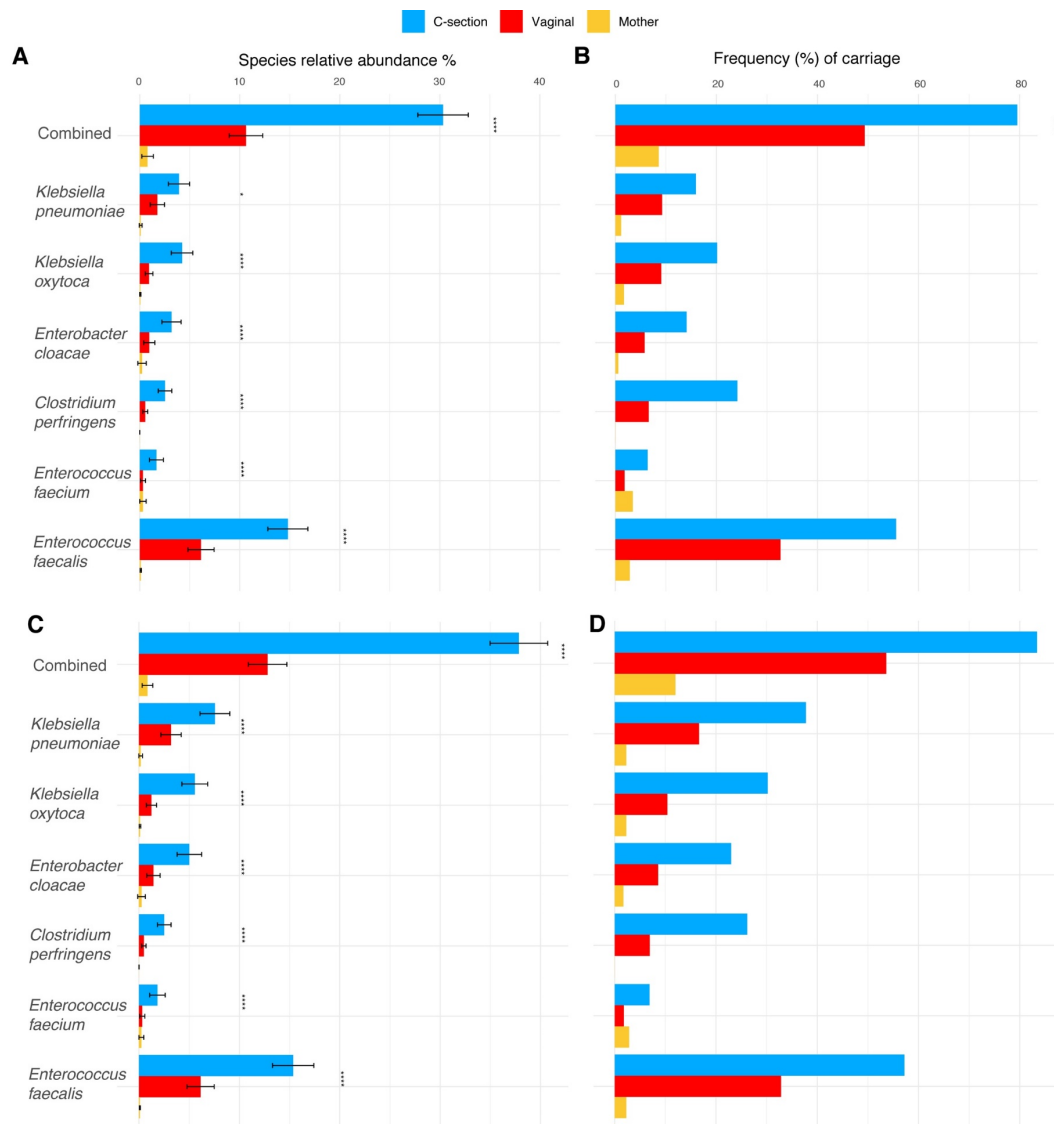 C-section Vaginal Mother
A Species relative abundance % B Frequency (%) of carriage
0 10 20 30 40 0 20 40 60 80
Combined ****
Klebsiella
pneumoniae *
Klebsiella
oxytoca ****
Enterobacter
cloacae ****
Clostridium
perfringens ****
Enterococcus
faecium ****
Enterococcus
faecalis ****
C D
Combined ****
Klebsiella
pneumoniae ****
Klebsiella
oxytoca ****
Enterobacter
cloacae ****
Clostridium
perfringens ****
Enterococcus
faecium ****
Enterococcus
faecalis ****